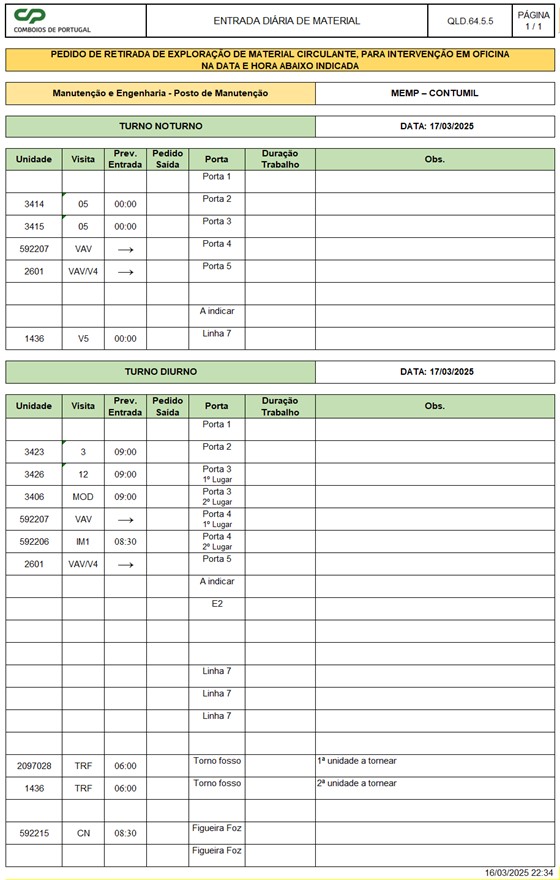 CP
COMBOIOS DE PORTUGAL
ENTRADA DIÁRIA DE MATERIAL
QLD.64.5.5
PÁGINA
1 / 1
PEDIDO DE RETIRADA DE EXPLORAÇÃO DE MATERIAL CIRCULANTE, PARA INTERVENÇÃO EM OFICINA
NA DATA E HORA ABAIXO INDICADA
Manutenção e Engenharia - Posto de Manutenção MEMP – CONTUMIL
TURNO NOTURNO DATA: 17/03/2025
Unidade Visita Prev. Entrada Pedido Saída Porta Duração Trabalho Obs.
Porta 1
3414 05 00:00 Porta 2
3415 05 00:00 Porta 3
592207 VAV → Porta 4
2601 VAV/V4 → Porta 5
A indicar
1436 V5 00:00 Linha 7
TURNO DIURNO DATA: 17/03/2025
Unidade Visita Prev. Entrada Pedido Saída Porta Duração Trabalho Obs.
Porta 1
3423 3 09:00 Porta 2
3426 12 09:00 Porta 3 1º Lugar
3406 MOD 09:00 Porta 3 2º Lugar
592207 VAV → Porta 4 1º Lugar
592206 IM1 08:30 Porta 4 2º Lugar
2601 VAV/V4 → Porta 5
A indicar
E2
Linha 7
Linha 7
Linha 7
2097028 TRF 06:00 Torno fosso 1ª unidade a tornear
1436 TRF 06:00 Torno fosso 2ª unidade a tornear
592215 CN 08:30 Figueira Foz
Figueira Foz
16/03/2025 22:34